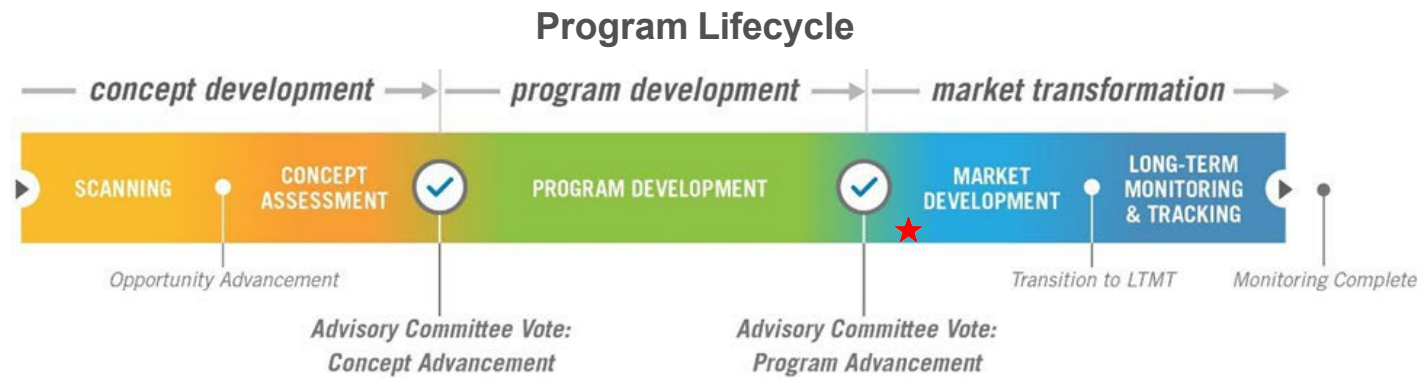 Program Lifecycle
concept development
program development
market transformation
SCANNING
CONCEPT
ASSESSMENT
PROGRAM DEVELOPMENT
MARKET
DEVELOPMENT
LONG-TERM
MONITORING
& TRACKING
Opportunity Advancement
Transition to LTMT
Monitoring Complete
Advisory Committee Vote:
Concept Advancement
Advisory Committee Vote:
Program Advancement